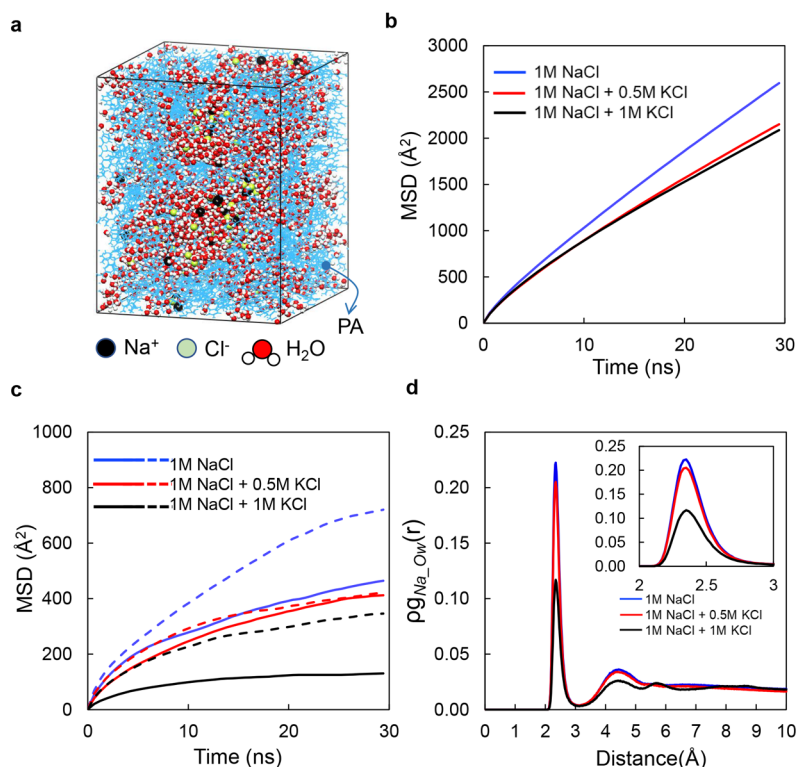 a
PA
Na⁺
Cl⁻
H₂O
b
3000
2500
2000
1500
1000
500
0
MSD (Å²)
1M NaCl
1M NaCl + 0.5M KCl
1M NaCl + 1M KCl
0
10
20
30
Time (ns)
c
1000
800
600
400
200
0
MSD (Å²)
1M NaCl
1M NaCl + 0.5M KCl
1M NaCl + 1M KCl
0
10
20
30
Time (ns)
d
0.25
0.20
0.15
0.10
0.05
0.00
ρg_Na_Ow(r)
0.25
0.20
0.15
0.10
0.05
0.00
2
2.5
3
1M NaCl
1M NaCl + 0.5M KCl
1M NaCl + 1M KCl
0 1 2 3 4 5 6 7 8 9 10
Distance(Å)